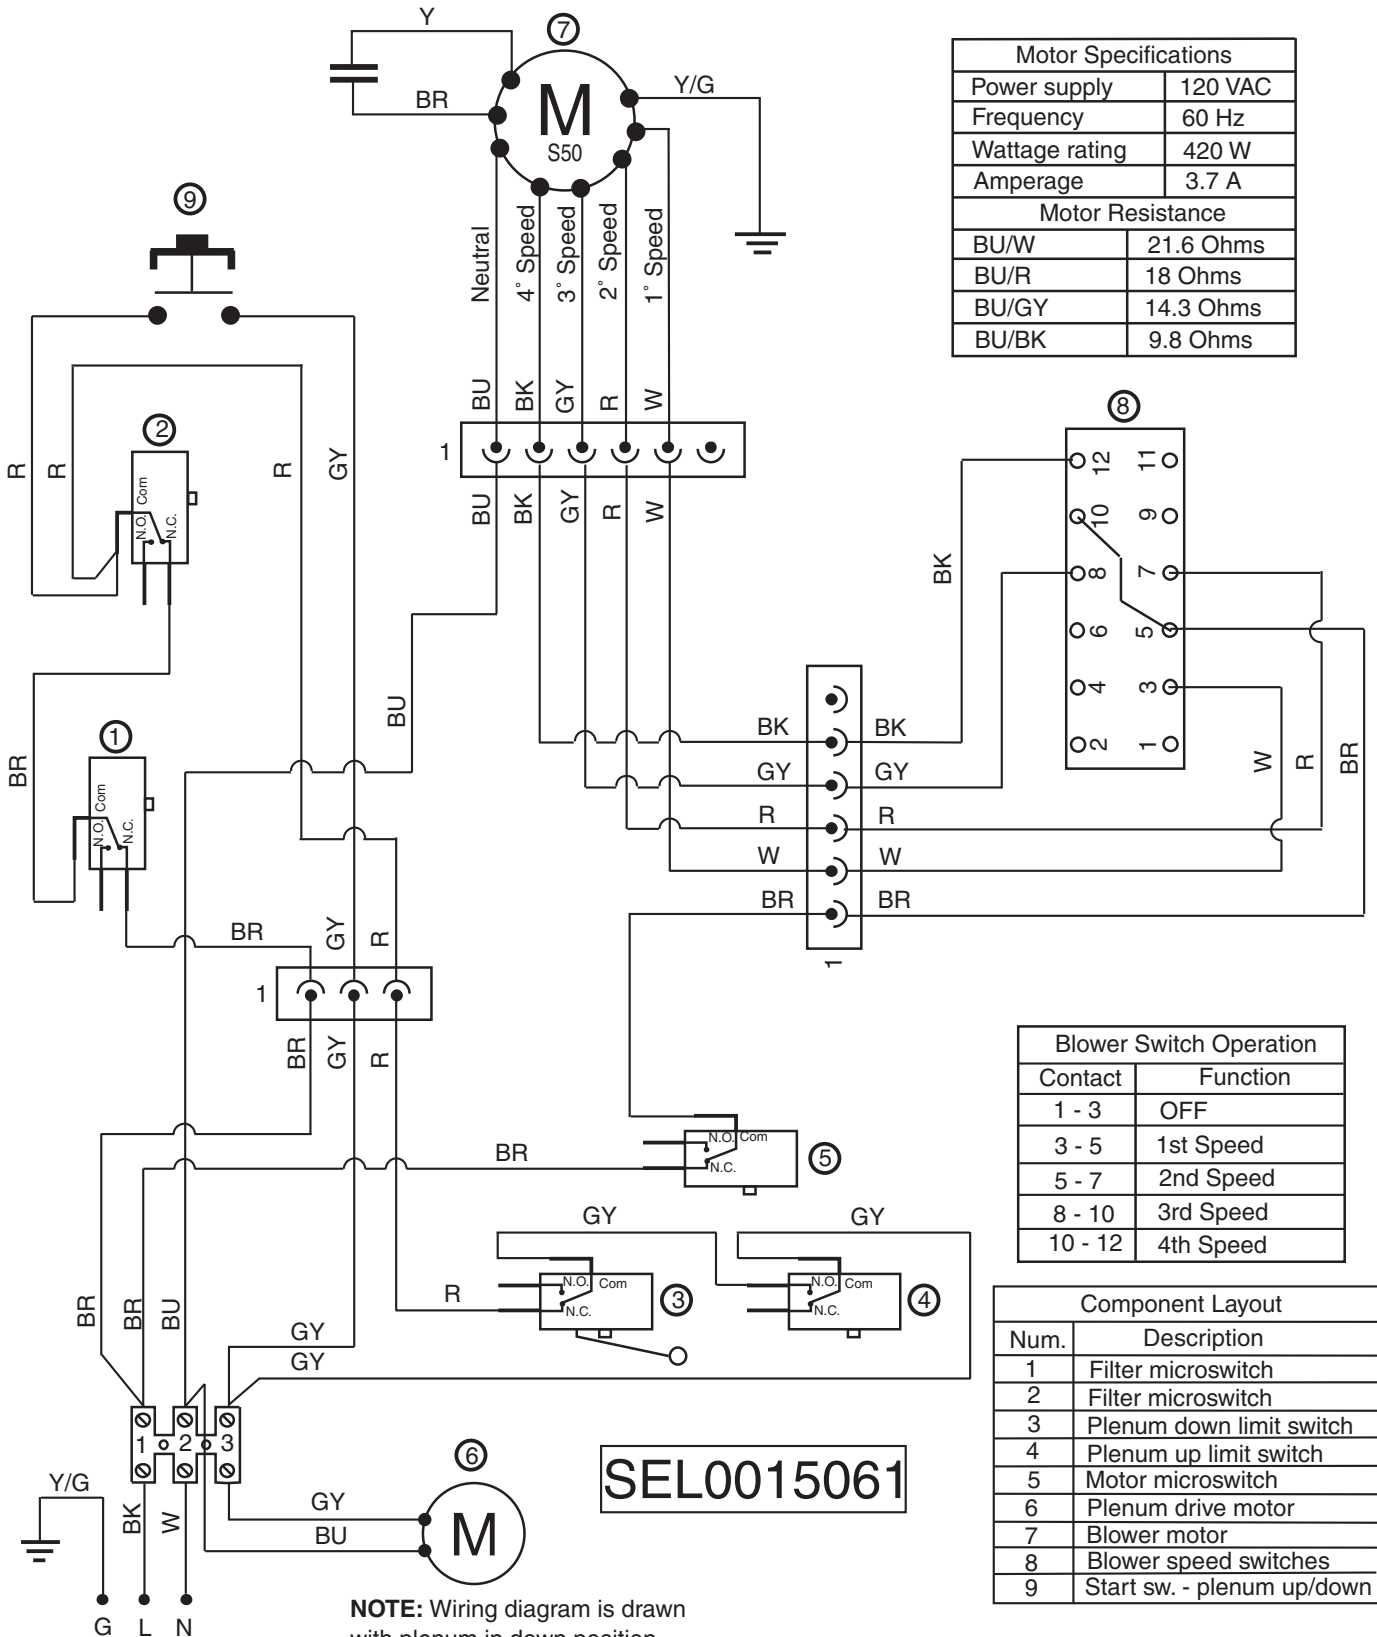 Y
7
BR
Y/G
M
S50
Motor Specifications
Power supply 120 VAC
Frequency 60 Hz
Wattage rating 420 W
Amperage 3.7 A
Motor Resistance
BU/W 21.6 Ohms
BU/R 18 Ohms
BU/GY 14.3 Ohms
BU/BK 9.8 Ohms
9
Neutral
4° Speed
3° Speed
2° Speed
1° Speed
BU BK GY R W
1
BU BK GY R W
R R R GY
2
Com
N.O.
N.C.
8
12 11
10 9
8 7
6 5
4 3
2 1
BK
W R BR
BU
BR
1
Com
N.O.
N.C.
BK BK
GY GY
R R
W W
BR BR
1
BR GY R
1
BR GY R
Blower Switch Operation
Contact Function
1 - 3 OFF
3 - 5 1st Speed
5 - 7 2nd Speed
8 - 10 3rd Speed
10 - 12 4th Speed
BR
N.O. Com
N.C.
5
GY GY
R
N.O. Com
N.C.
3
N.O. Com
N.C.
4
BR BR BU
GY
GY
Component Layout
Num. Description
1 Filter microswitch
2 Filter microswitch
3 Plenum down limit switch
4 Plenum up limit switch
5 Motor microswitch
6 Plenum drive motor
7 Blower motor
8 Blower speed switches
9 Start sw. - plenum up/down
1 2 3
6
M
GY
BU
SEL0015061
Y/G
BK W
G L N
NOTE: Wiring diagram is drawn
with plenum in down position